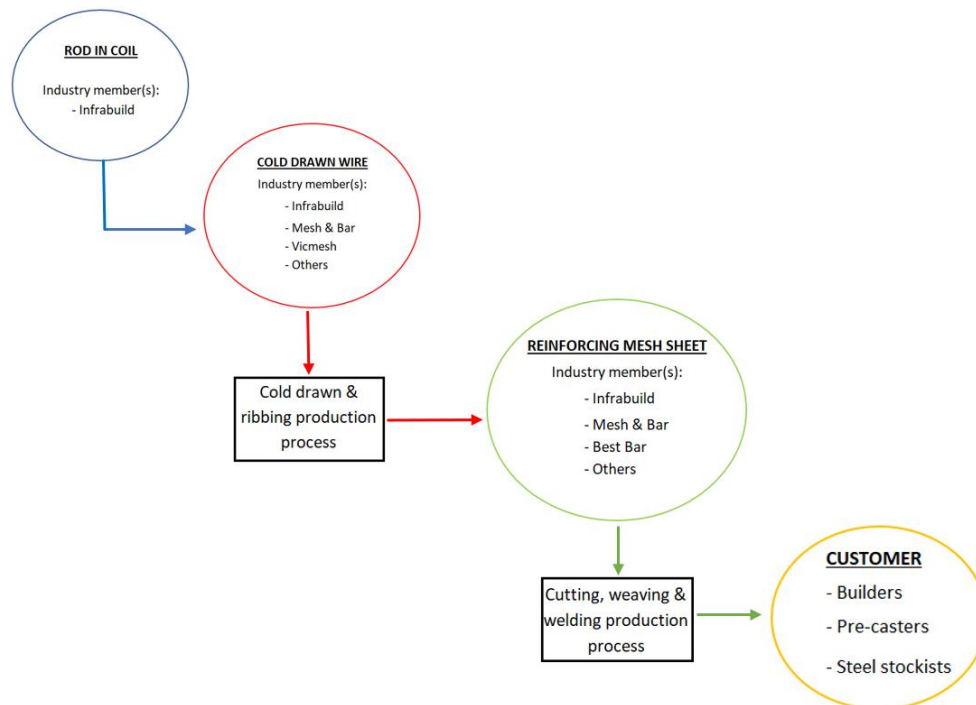 ROD IN COIL
Industry member(s):
- Infrabuild
COLD DRAWN WIRE
Industry member(s):
- Infrabuild
- Mesh & Bar
- Vicmesh
- Others
Cold drawn &
ribbing production
process
REINFORCING MESH SHEET
Industry member(s):
- Infrabuild
- Mesh & Bar
- Best Bar
- Others
Cutting, weaving &
welding production
process
CUSTOMER
- Builders
- Pre-casters
- Steel stockists